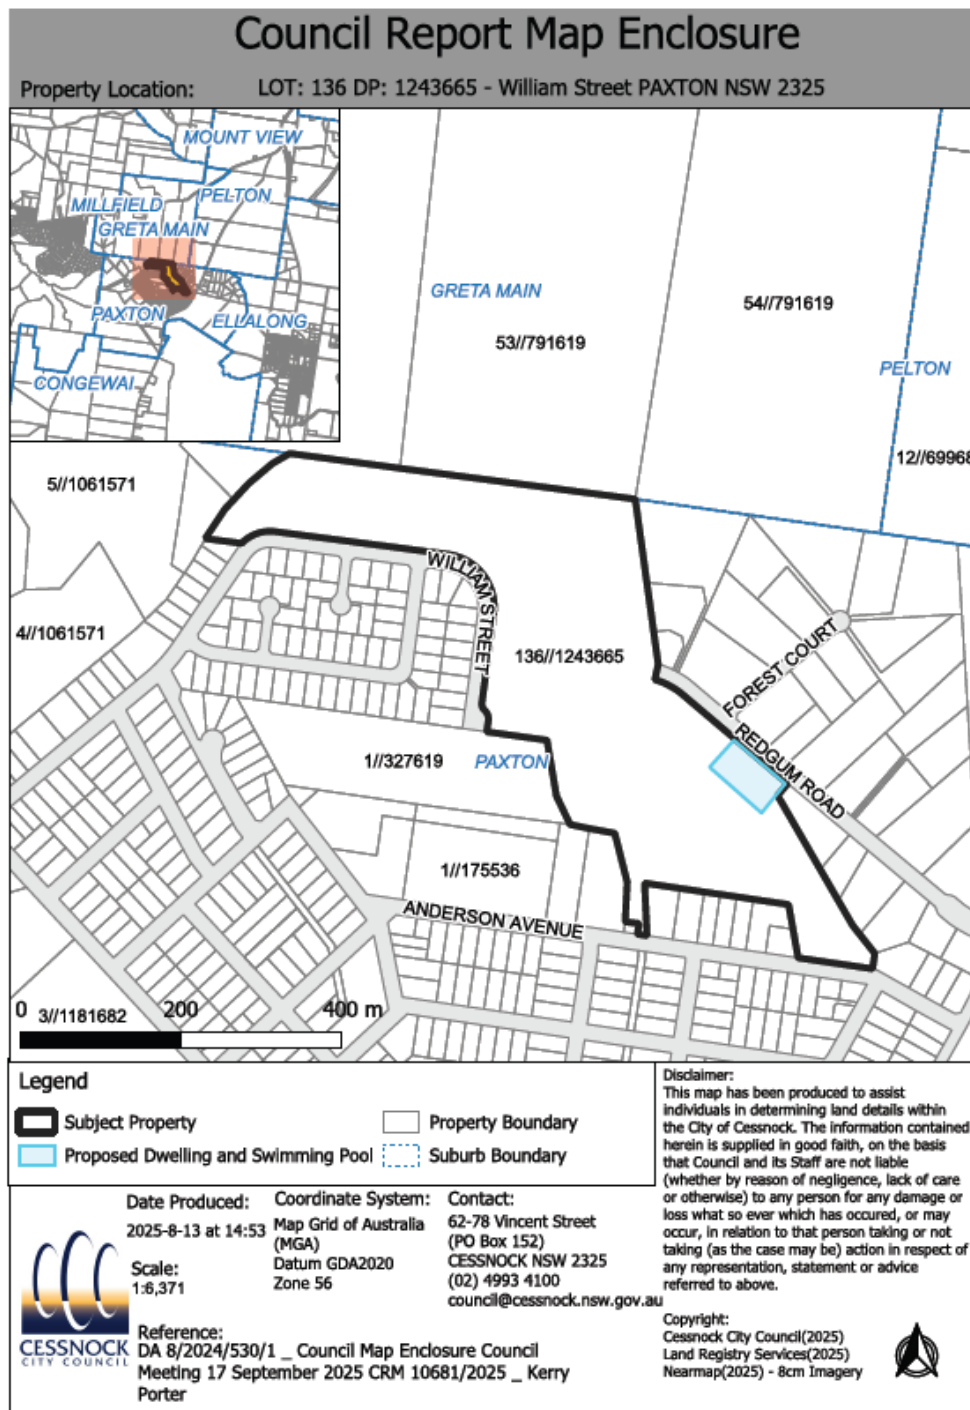 Council Report Map Enclosure
Property Location: LOT: 136 DP: 1243665 - William Street PAXTON NSW 2325
MOUNT VIEW
PELTON
MILLFIELD
GRETA MAIN
PAXTON
ELLALONG
CONGEWAI
GRETA MAIN
54//791619
53//791619
PELTON
12//69968
5//1061571
WILLIAM STREET
4//1061571
136//1243665
FOREST COURT
REDGUM ROAD
1//327619
PAXTON
1//175536
ANDERSON AVENUE
0 200 400 m
3//1181682
Legend
Subject Property
Property Boundary
Proposed Dwelling and Swimming Pool
Suburb Boundary
Disclaimer:
This map has been produced to assist
individuals in determining land details within
the City of Cessnock. The information contained
herein is supplied in good faith, on the basis
that Council and its Staff are not liable
(whether by reason of negligence, lack of care
or otherwise) to any person for any damage or
loss what so ever which has occured, or may
occur, in relation to that person taking or not
taking (as the case may be) action in respect of
any representation, statement or advice
referred to above.
Copyright:
Cessnock City Council(2025)
Land Registry Services(2025)
Nearmap(2025) - 8cm Imagery
Date Produced:
2025-8-13 at 14:53
Scale:
1:6,371
Coordinate System:
Map Grid of Australia
(MGA)
Datum GDA2020
Zone 56
Contact:
62-78 Vincent Street
(PO Box 152)
CESSNOCK NSW 2325
(02) 4993 4100
council@cessnock.nsw.gov.au
CESSNOCK
CITY COUNCIL
Reference:
DA 8/2024/530/1 _ Council Map Enclosure Council
Meeting 17 September 2025 CRM 10681/2025 _ Kerry
Porter